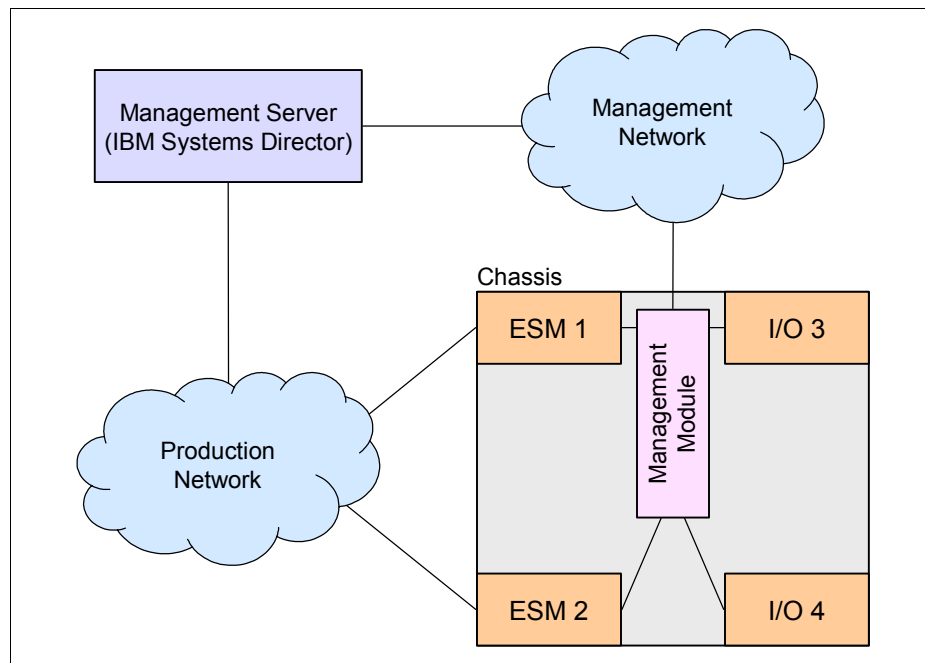 Management Server
(IBM Systems Director)
Management
Network
Chassis
ESM 1
I/O 3
Management
Module
Production
Network
ESM 2
I/O 4